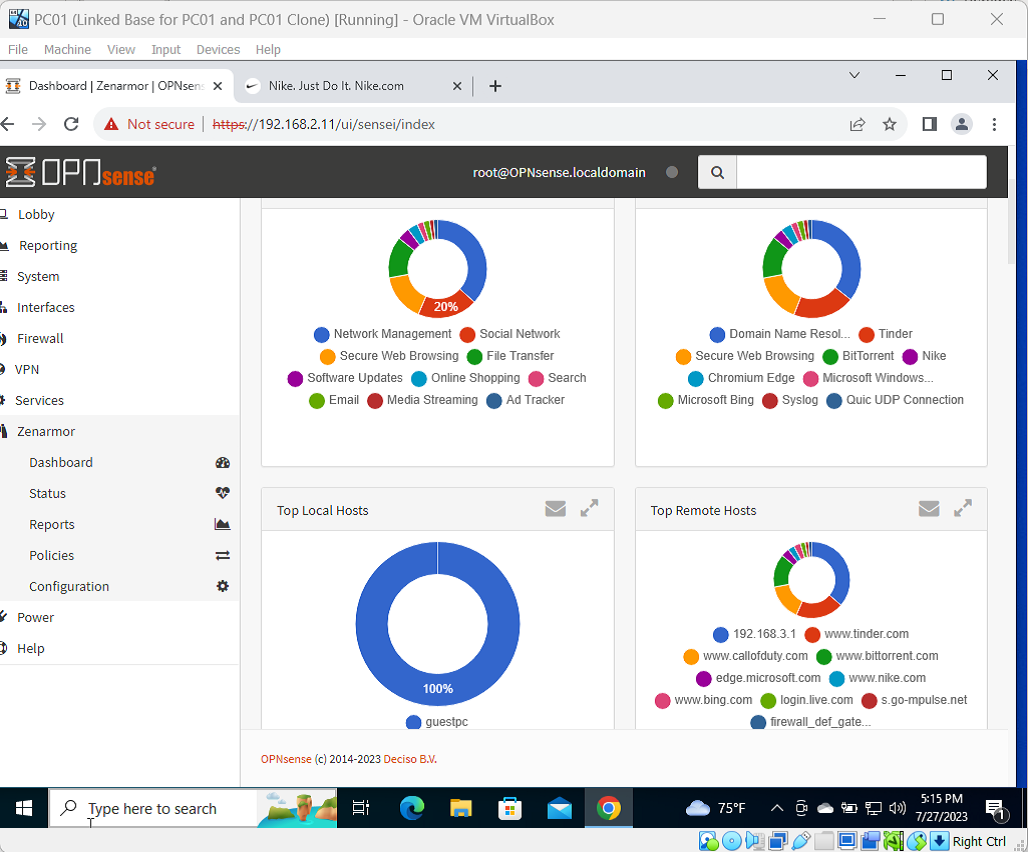 PC01 (Linked Base for PC01 and PC01 Clone) [Running] - Oracle VM VirtualBox
File Machine View Input Devices Help
Dashboard | Zenarmor | OPNsens
Nike. Just Do It. Nike.com
Not secure https://192.168.2.11/ui/sensei/index
OPNsense
root@OPNsense.localdomain
Lobby
Reporting
System
Interfaces
Firewall
VPN
Services
Zenarmor
Dashboard
Status
Reports
Policies
Configuration
Power
Help
20%
Network Management Social Network
Secure Web Browsing File Transfer
Software Updates Online Shopping Search
Email Media Streaming Ad Tracker
Domain Name Resol... Tinder
Secure Web Browsing BitTorrent Nike
Chromium Edge Microsoft Windows...
Microsoft Bing Syslog Quic UDP Connection
Top Local Hosts
100%
guestpc
Top Remote Hosts
192.168.3.1 www.tinder.com
www.callofduty.com www.bittorrent.com
edge.microsoft.com www.nike.com
www.bing.com login.live.com s.go-mpulse.net
firewall_def_gate...
OPNsense (c) 2014-2023 Deciso B.V.
Type here to search
75°F
5:15 PM
7/27/2023
1
Right Ctrl